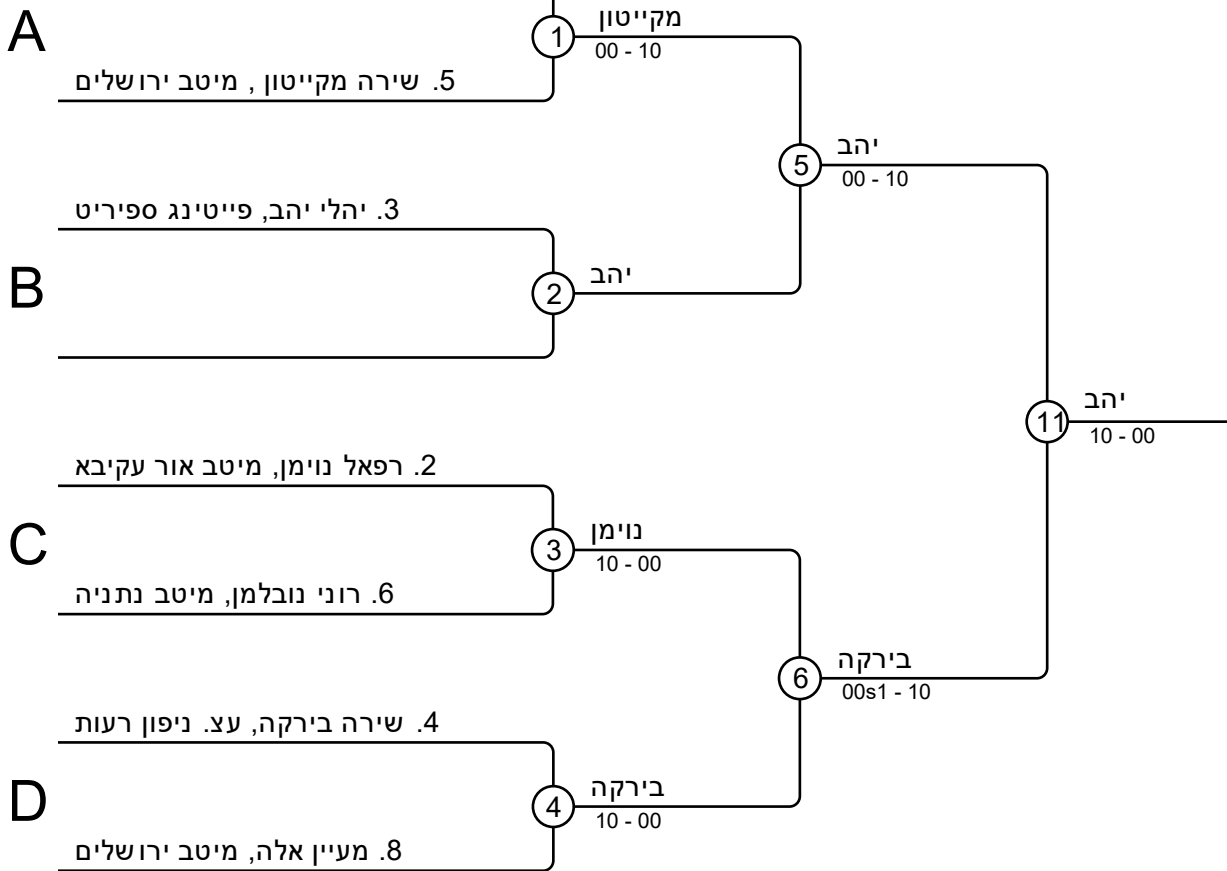 A
1
מקייטון
00 - 10
5. שירה מקייטון , מיטב ירושלים
5
יהב
00 - 10
3. יהלי יהב, פייטינג ספיריט
B
2
יהב
11
יהב
10 - 00
2. רפאל נוימן, מיטב אור עקיבא
C
3
נוימן
10 - 00
6. רוני נובלמן, מיטב נתניה
6
בירקה
00s1 - 10
4. שירה בירקה, עצ. ניפון רעות
D
4
בירקה
10 - 00
8. מעיין אלה, מיטב ירושלים